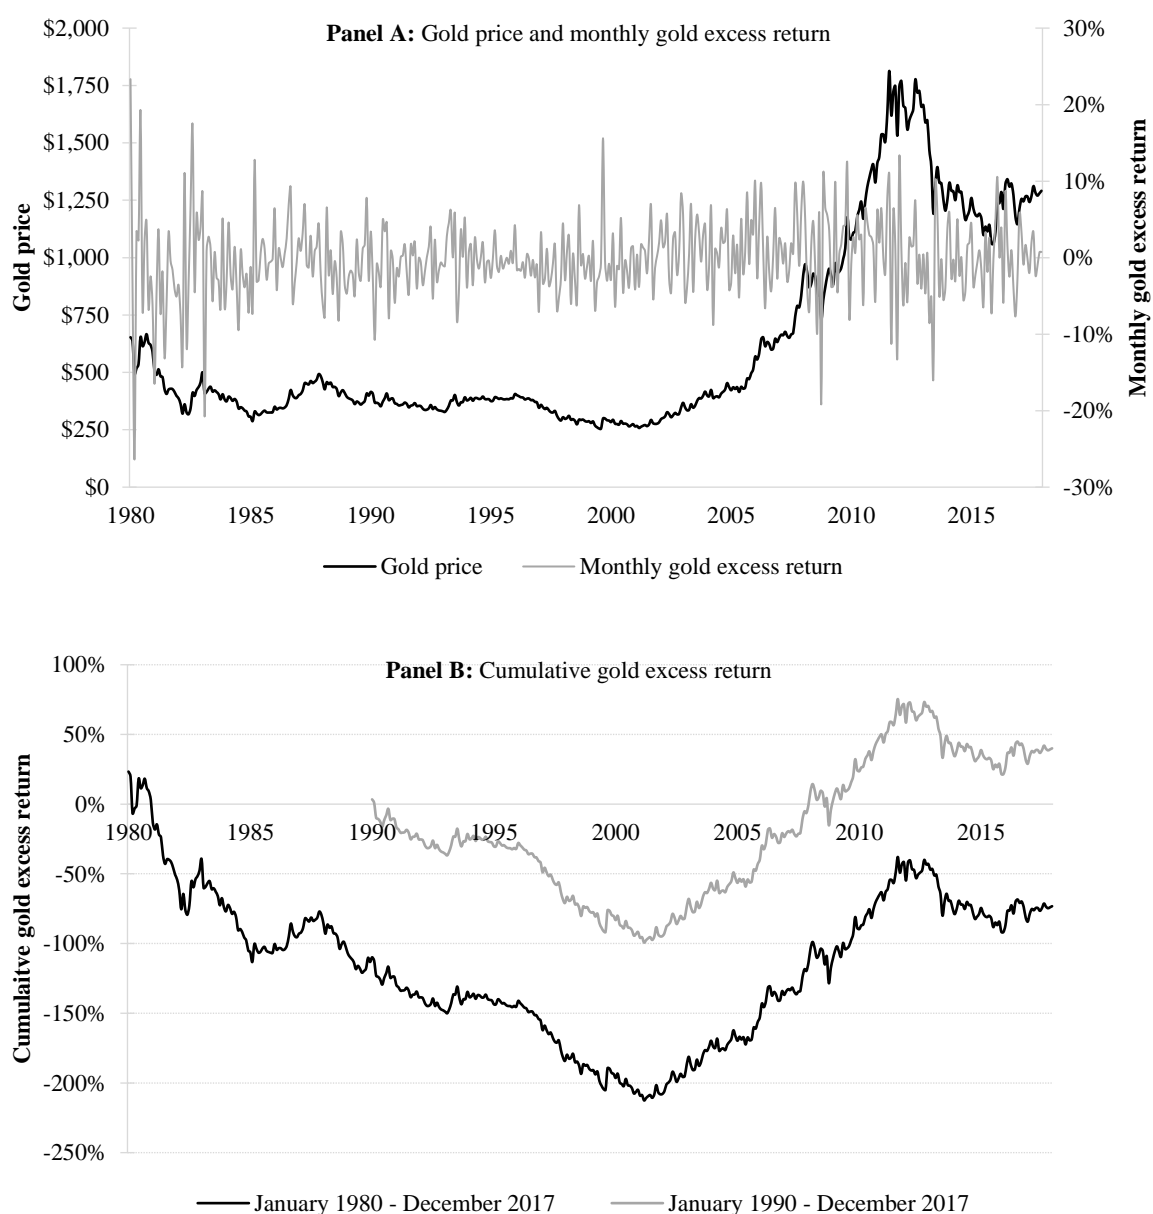 Panel A: Gold price and monthly gold excess return
$2,000
$1,750
$1,500
$1,250
$1,000
$750
$500
$250
$0
Gold price
30%
20%
10%
0%
-10%
-20%
-30%
Monthly gold excess return
1980 1985 1990 1995 2000 2005 2010 2015
Gold price Monthly gold excess return
Panel B: Cumulative gold excess return
100%
50%
0%
-50%
-100%
-150%
-200%
-250%
Cumulaitve gold excess return
1980 1985 1990 1995 2000 2005 2010 2015
January 1980 - December 2017 January 1990 - December 2017